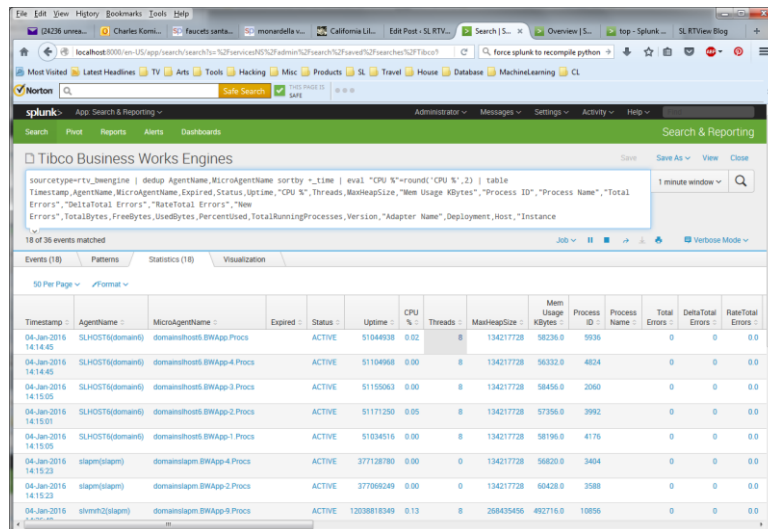 File Edit View History Bookmarks Tools Help
(24236 unrea... Charles Korni... faucets santa... monardella v... California Lil... Edit Post ‹ SL RTV... Search | S... Overview | S... top - Splunk ... SL RTView Blog
localhost:8000/en-US/app/search/search?s=%2FservicesNS%2Fadmin%2Fsearch%2Fsaved%2Fsearches%2FTibco% force splunk to recompile python
Most Visited Latest Headlines TV Arts Tools Hacking Misc Products SL Travel House Database MachineLearning CL
Norton Safe Search THIS PAGE IS SAFE
splunk> App: Search & Reporting Administrator Messages Settings Activity Help
Search Pivot Reports Alerts Dashboards Search & Reporting
Tibco Business Works Engines Save Save As View Close
sourcetype=rtv_bwengine | dedup AgentName,MicroAgentName sortby +_time | eval "CPU %"=round('CPU %',2) | table
Timestamp,AgentName,MicroAgentName,Expired,Status,Uptime,"CPU %",Threads,MaxHeapSize,"Mem Usage KBytes","Process ID","Process Name","Total
Errors","DeltaTotal Errors","RateTotal Errors","New
Errors",TotalBytes,FreeBytes,UsedBytes,PercentUsed,TotalRunningProcesses,Version,"Adapter Name",Deployment,Host,"Instance
1 minute window
18 of 36 events matched Job Verbose Mode
Events (18) Patterns Statistics (18) Visualization
50 Per Page Format
Timestamp AgentName MicroAgentName Expired Status Uptime CPU % Threads MaxHeapSize Mem Usage KBytes Process ID Process Name Total Errors DeltaTotal Errors RateTotal Errors
04-Jan-2016 14:14:45 SLHOST6(domain6) domainslhost6.BWApp.Procs ACTIVE 51044938 0.02 8 134217728 58236.0 5936 0 0 0.0
04-Jan-2016 14:14:45 SLHOST6(domain6) domainslhost6.BWApp-4.Procs ACTIVE 51104968 0.00 8 134217728 56332.0 4824 0 0 0.0
04-Jan-2016 14:15:05 SLHOST6(domain6) domainslhost6.BWApp-3.Procs ACTIVE 51155063 0.00 8 134217728 58456.0 2060 0 0 0.0
04-Jan-2016 14:15:01 SLHOST6(domain6) domainslhost6.BWApp-2.Procs ACTIVE 51171250 0.05 8 134217728 57356.0 3992 0 0 0.0
04-Jan-2016 14:15:05 SLHOST6(domain6) domainslhost6.BWApp-1.Procs ACTIVE 51034516 0.00 8 134217728 58196.0 4176 0 0 0.0
04-Jan-2016 14:15:23 slapm(slapm) domainslapm.BWApp-4.Procs ACTIVE 377128780 0.00 0 134217728 56820.0 3404 0 0 0.0
04-Jan-2016 14:15:23 slapm(slapm) domainslapm.BWApp-2.Procs ACTIVE 377069249 0.00 0 134217728 60428.0 3588 0 0 0.0
04-Jan-2016 slvmrh2(slapm) domainslapm.BWApp-9.Procs ACTIVE 12038818349 0.13 8 268435456 492716.0 10856 0 0 0.0